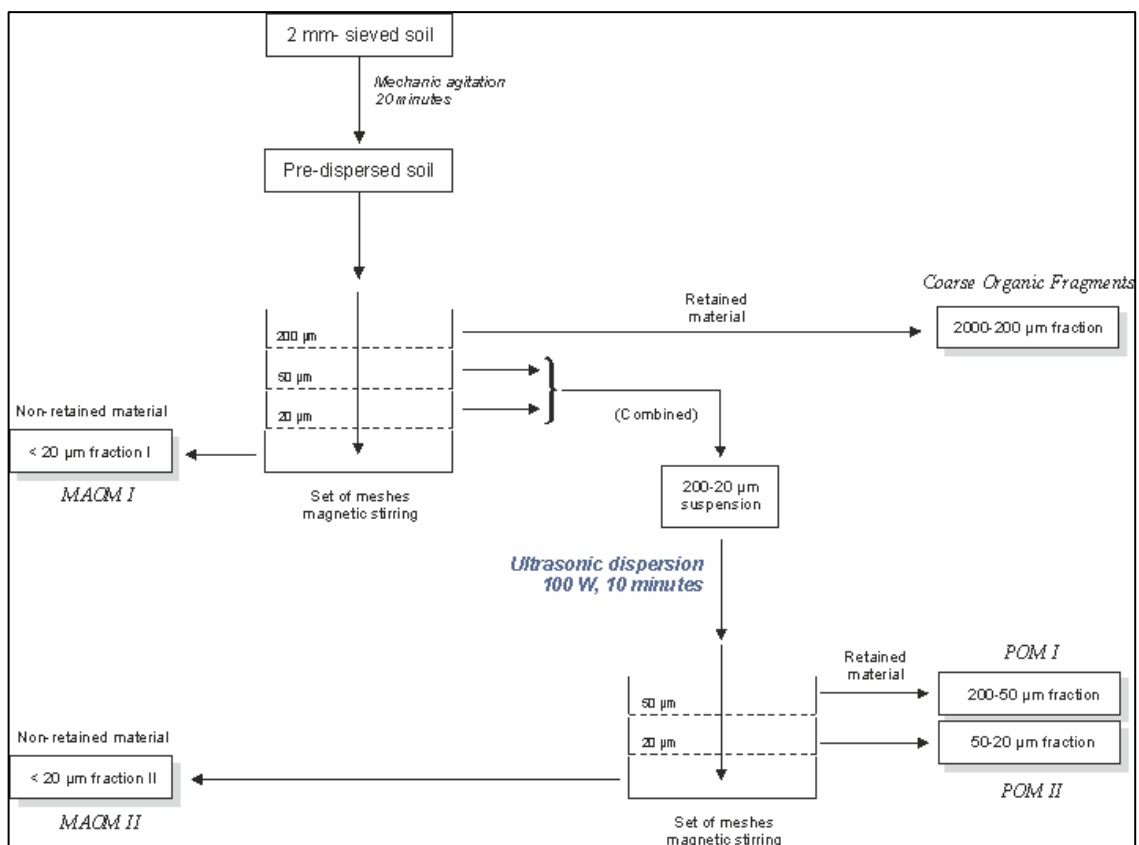 2 mm- sieved soil
Mechanic agitation
20 minutes
Pre-dispersed soil
Coarse Organic Fragments
Retained
material
2000-200 µm fraction
200 µm
50 µm
20 µm
(Combined)
Non-retained material
< 20 µm fraction I
MAOM I
Set of meshes
magnetic stirring
200-20 µm
suspension
Ultrasonic dispersion
100 W, 10 minutes
POM I
Retained
material
200-50 µm fraction
50 µm
20 µm
50-20 µm fraction
POM II
Non-retained material
< 20 µm fraction II
MAOM II
Set of meshes
magnetic stirring